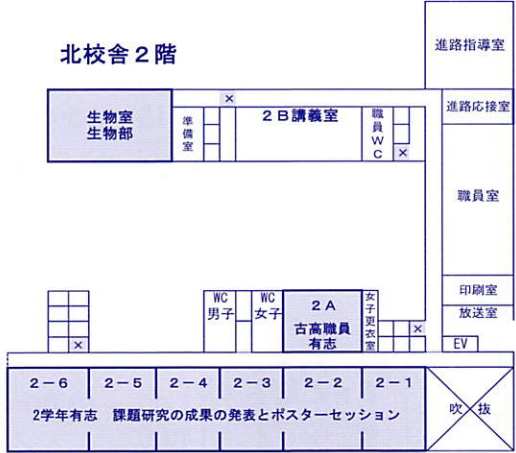 北校舎2階
進路指導室
進路応接室
職員室
印刷室
放送室
EV
吹抜
×
生物室
生物部
準備室
2B講義室
職員WC
×
WC
男子
WC
女子
2A
古高職員
有志
女子更衣室
×
×
2-6
2-5
2-4
2-3
2-2
2-1
2学年有志 課題研究の成果の発表とポスターセッション